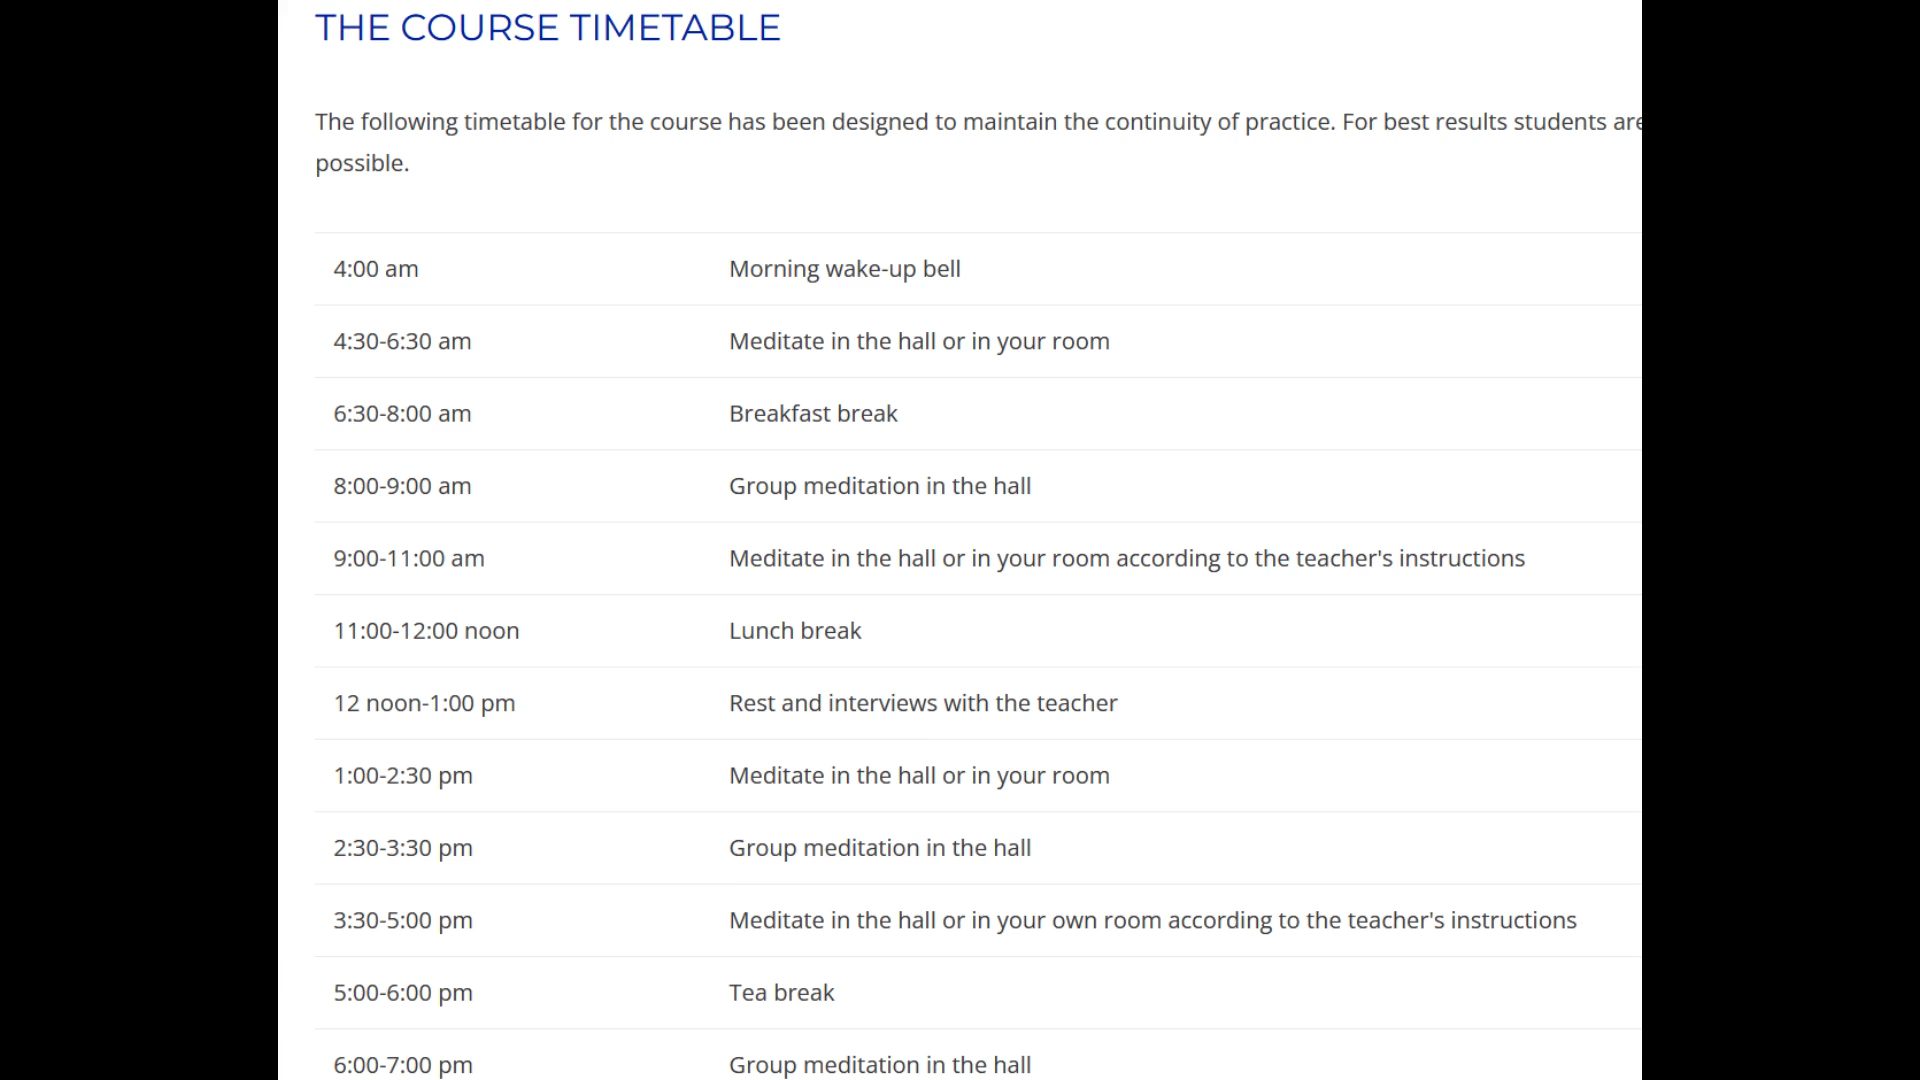 THE COURSE TIMETABLE
The following timetable for the course has been designed to maintain the continuity of practice. For best results students are
possible.
4:00 am Morning wake-up bell
4:30-6:30 am Meditate in the hall or in your room
6:30-8:00 am Breakfast break
8:00-9:00 am Group meditation in the hall
9:00-11:00 am Meditate in the hall or in your room according to the teacher's instructions
11:00-12:00 noon Lunch break
12 noon-1:00 pm Rest and interviews with the teacher
1:00-2:30 pm Meditate in the hall or in your room
2:30-3:30 pm Group meditation in the hall
3:30-5:00 pm Meditate in the hall or in your own room according to the teacher's instructions
5:00-6:00 pm Tea break
6:00-7:00 pm Group meditation in the hall